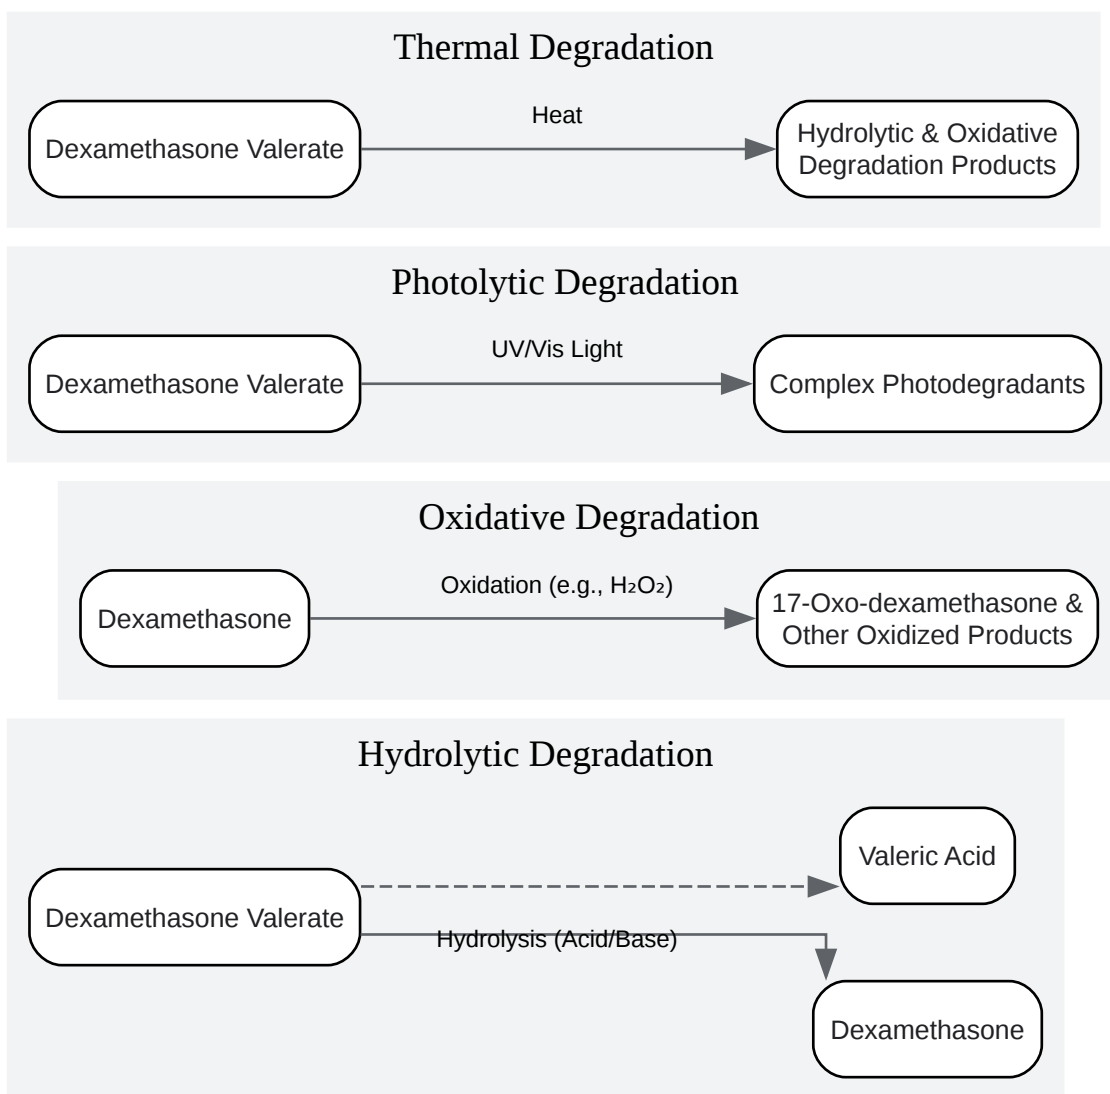 Thermal Degradation
Heat
Dexamethasone Valerate
Hydrolytic & Oxidative
Degradation Products
Photolytic Degradation
UV/Vis Light
Dexamethasone Valerate
Complex Photodegradants
Oxidative Degradation
Oxidation (e.g., H₂O₂)
Dexamethasone
17-Oxo-dexamethasone &
Other Oxidized Products
Hydrolytic Degradation
Valeric Acid
Dexamethasone Valerate
Hydrolysis (Acid/Base)
Dexamethasone